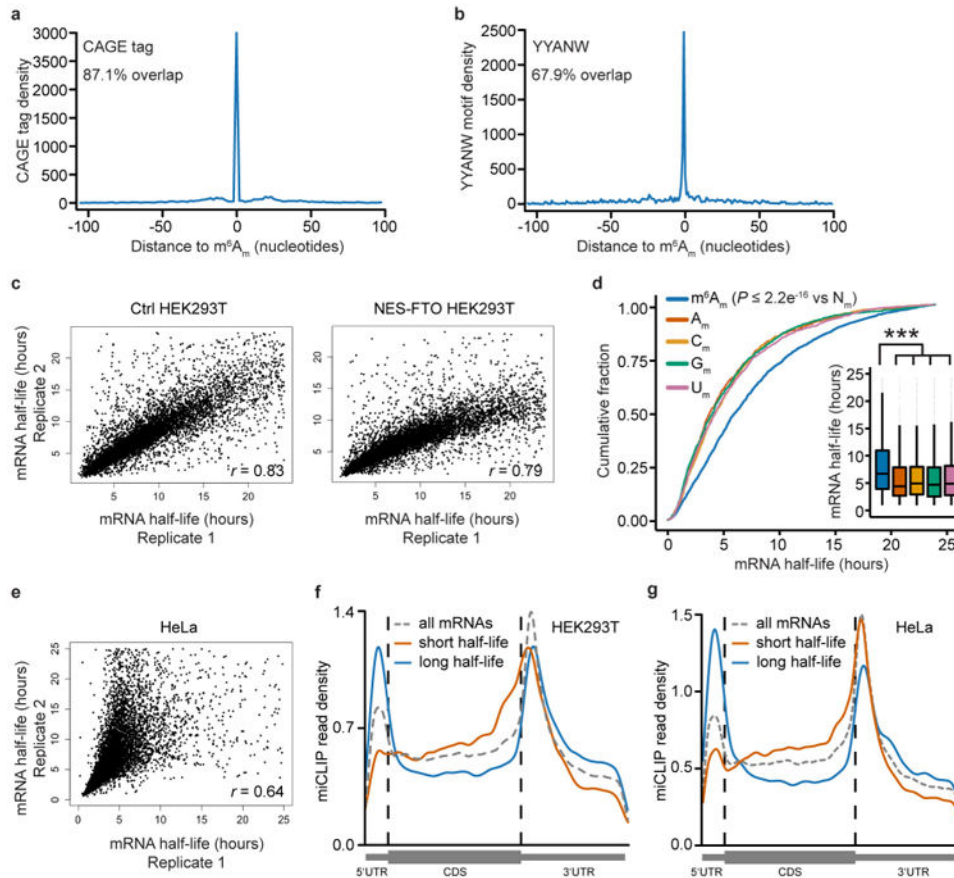 a
CAGE tag
87.1% overlap
CAGE tag density
3000
2500
2000
1500
1000
500
0
-100 -50 0 50 100
Distance to m⁶Aₘ (nucleotides)
b
YYANW
67.9% overlap
YYANW motif density
2500
2000
1500
1000
500
0
-100 -50 0 50 100
Distance to m⁶Aₘ (nucleotides)
c
Ctrl HEK293T
mRNA half-life (hours)
Replicate 2
20
15
10
5
r = 0.83
5 10 15 20
mRNA half-life (hours)
Replicate 1
NES-FTO HEK293T
20
15
10
5
r = 0.79
5 10 15 20
mRNA half-life (hours)
Replicate 1
d
m⁶Aₘ (P ≤ 2.2e⁻¹⁶ vs Nₘ)
Aₘ
Cₘ
Gₘ
Uₘ
Cumulative fraction
1.00
0.75
0.50
0.25
0.00
0 5 10 15 20 25
mRNA half-life (hours)
***
mRNA half-life (hours)
25
20
15
10
5
0
e
HeLa
mRNA half-life (hours)
Replicate 2
25
20
15
10
5
0
r = 0.64
0 5 10 15 20 25
mRNA half-life (hours)
Replicate 1
f
all mRNAs
short half-life
long half-life
HEK293T
miCLIP read density
1.4
0.7
0.0
5'UTR CDS 3'UTR
g
all mRNAs
short half-life
long half-life
HeLa
miCLIP read density
1.5
1.0
0.5
0.0
5'UTR CDS 3'UTR